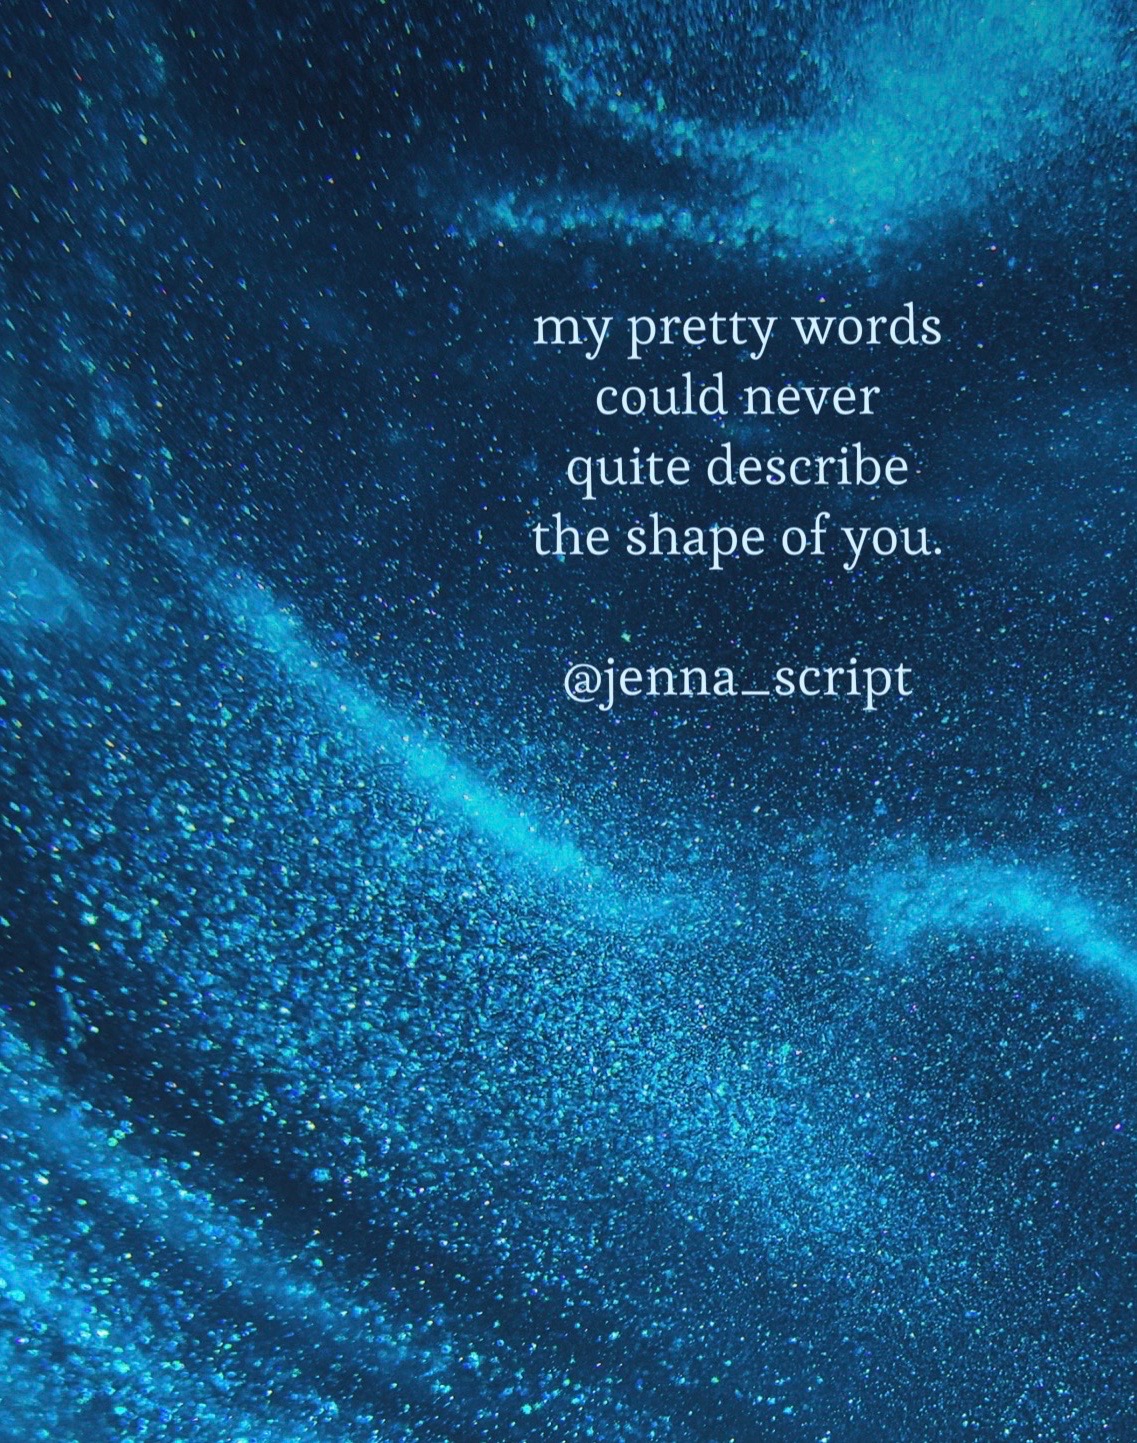 my pretty words
could never
quite describe
the shape of you.
@jenna_script